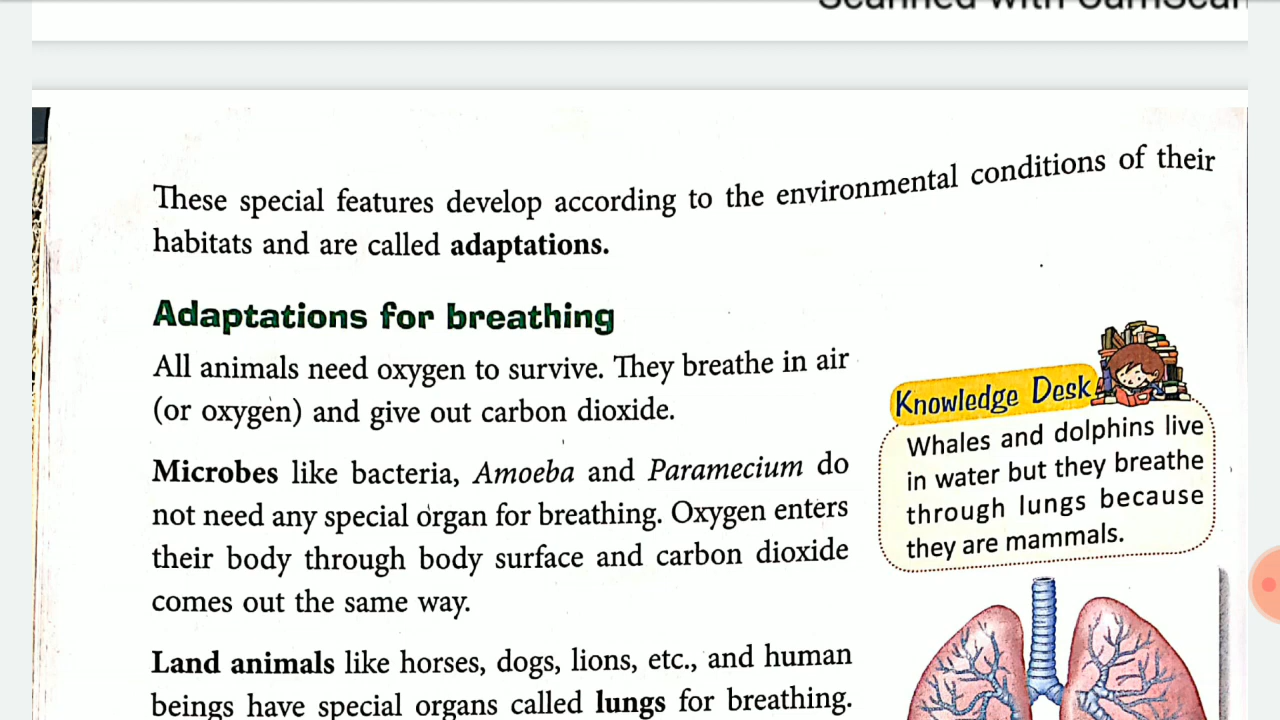 These special features develop according to the environmental conditions of their
habitats and are called adaptations.
Adaptations for breathing
All animals need oxygen to survive. They breathe in air
(or oxygen) and give out carbon dioxide.
Knowledge Desk
Whales and dolphins live
in water but they breathe
through lungs because
they are mammals.
Microbes like bacteria, Amoeba and Paramecium do
not need any special organ for breathing. Oxygen enters
their body through body surface and carbon dioxide
comes out the same way.
Land animals like horses, dogs, lions, etc., and human
beings have special organs called lungs for breathing.